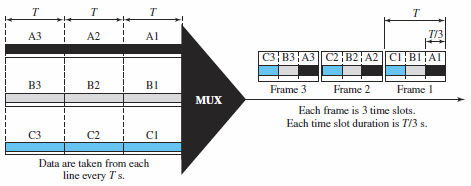 T T T
A3 A2 A1
B3 B2 B1
C3 C2 C1
Data are taken from each
line every T s.
MUX
T
T/3
C3 B3 A3 C2 B2 A2 C1 B1 A1
Frame 3 Frame 2 Frame 1
Each frame is 3 time slots.
Each time slot duration is T/3 s.